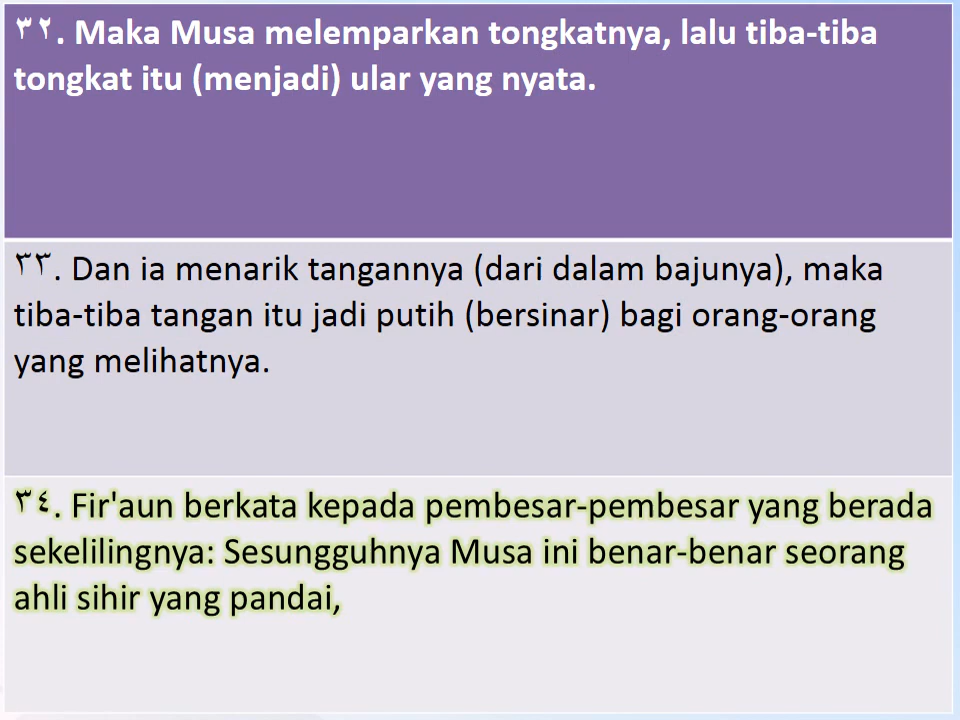 ٣٢. Maka Musa melemparkan tongkatnya, lalu tiba-tiba
tongkat itu (menjadi) ular yang nyata.
٣٣. Dan ia menarik tangannya (dari dalam bajunya), maka
tiba-tiba tangan itu jadi putih (bersinar) bagi orang-orang
yang melihatnya.
٣٤. Fir'aun berkata kepada pembesar-pembesar yang berada
sekelilingnya: Sesungguhnya Musa ini benar-benar seorang
ahli sihir yang pandai,